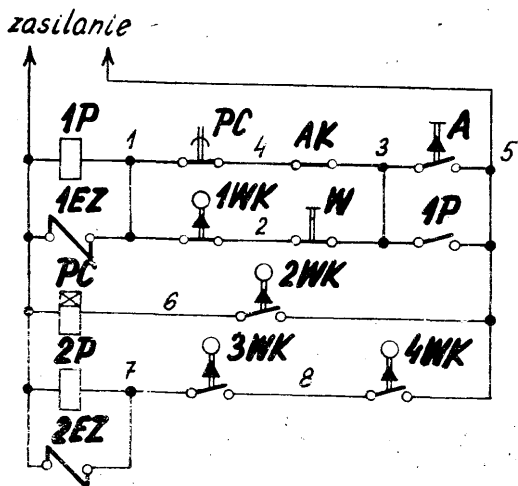 zasilanie
1P 1 PC 4 AK 3 A 5
1EZ 1WK 2 W 1P
PC 6 2WK
2P 7 3WK 8 4WK
2EZ